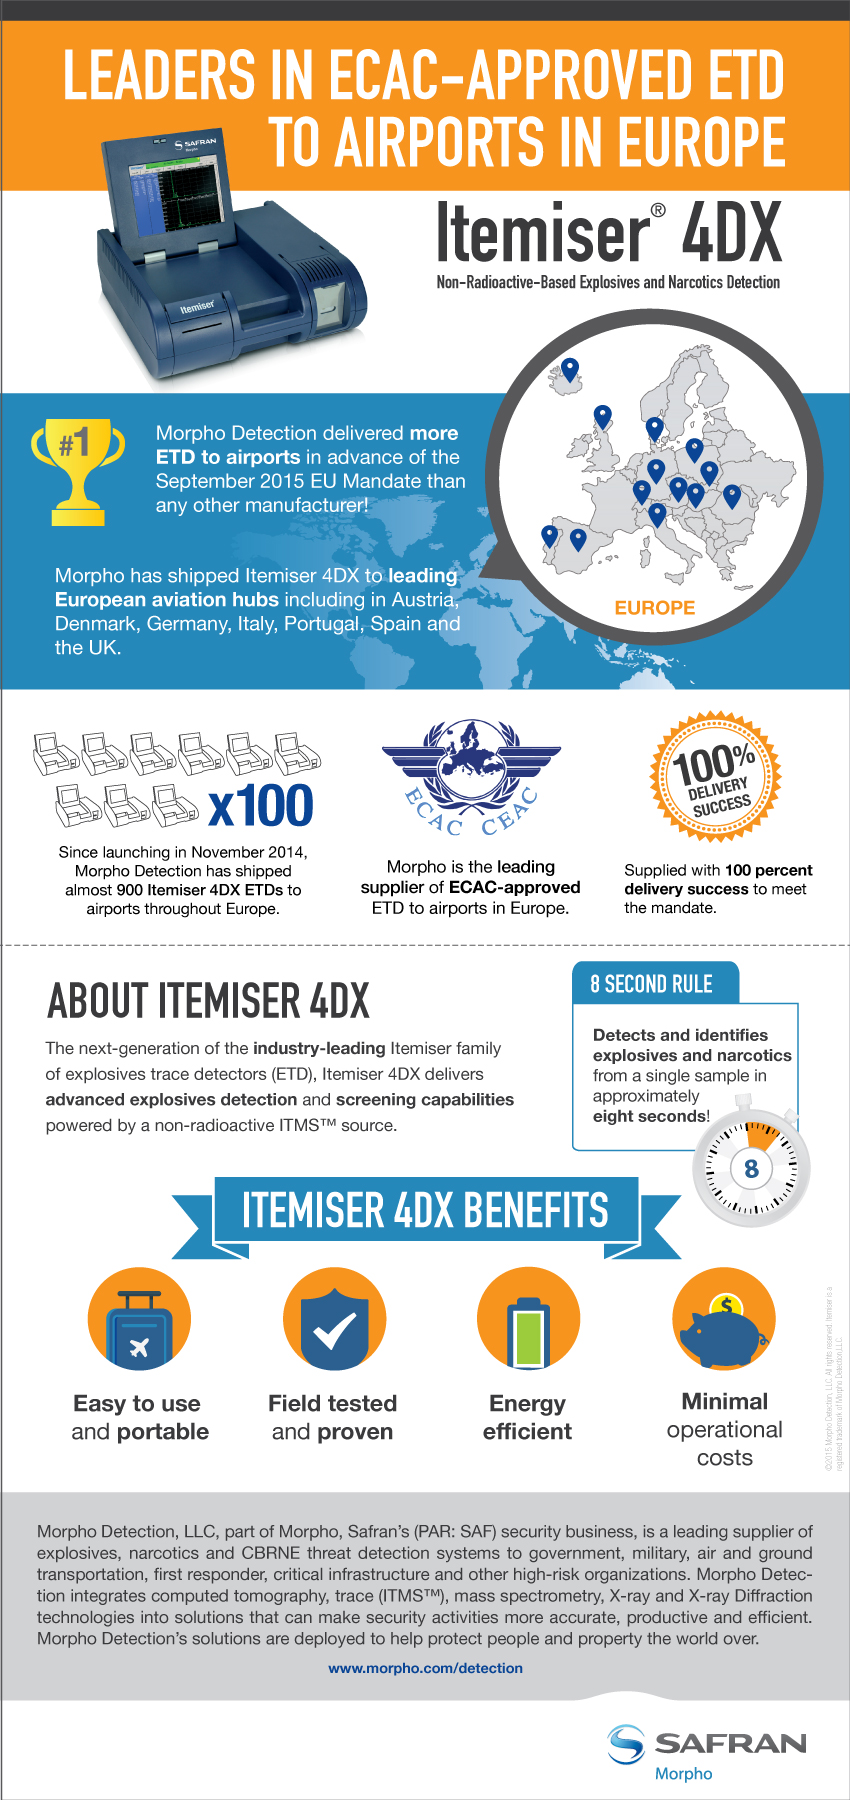 LEADERS IN ECAC-APPROVED ETD
TO AIRPORTS IN EUROPE
SAFRAN
Morpho
Itemiser
Itemiser® 4DX
Non-Radioactive-Based Explosives and Narcotics Detection
#1
Morpho Detection delivered more
ETD to airports in advance of the
September 2015 EU Mandate than
any other manufacturer!
Morpho has shipped Itemiser 4DX to leading
European aviation hubs including in Austria,
Denmark, Germany, Italy, Portugal, Spain and
the UK.
EUROPE
x100
Since launching in November 2014,
Morpho Detection has shipped
almost 900 Itemiser 4DX ETDs to
airports throughout Europe.
ECAC CEAC
Morpho is the leading
supplier of ECAC-approved
ETD to airports in Europe.
100%
DELIVERY
SUCCESS
Supplied with 100 percent
delivery success to meet
the mandate.
ABOUT ITEMISER 4DX
The next-generation of the industry-leading Itemiser family
of explosives trace detectors (ETD), Itemiser 4DX delivers
advanced explosives detection and screening capabilities
powered by a non-radioactive ITMS™ source.
8 SECOND RULE
Detects and identifies
explosives and narcotics
from a single sample in
approximately
eight seconds!
8
ITEMISER 4DX BENEFITS
Easy to use
and portable
Field tested
and proven
Energy
efficient
$
Minimal
operational
costs
©2015 Morpho Detection, LLC. All rights reserved. Itemiser is a
registered trademark of Morpho Detection, LLC.
Morpho Detection, LLC, part of Morpho, Safran's (PAR: SAF) security business, is a leading supplier of
explosives, narcotics and CBRNE threat detection systems to government, military, air and ground
transportation, first responder, critical infrastructure and other high-risk organizations. Morpho Detec-
tion integrates computed tomography, trace (ITMS™), mass spectrometry, X-ray and X-ray Diffraction
technologies into solutions that can make security activities more accurate, productive and efficient.
Morpho Detection's solutions are deployed to help protect people and property the world over.
www.morpho.com/detection
SAFRAN
Morpho